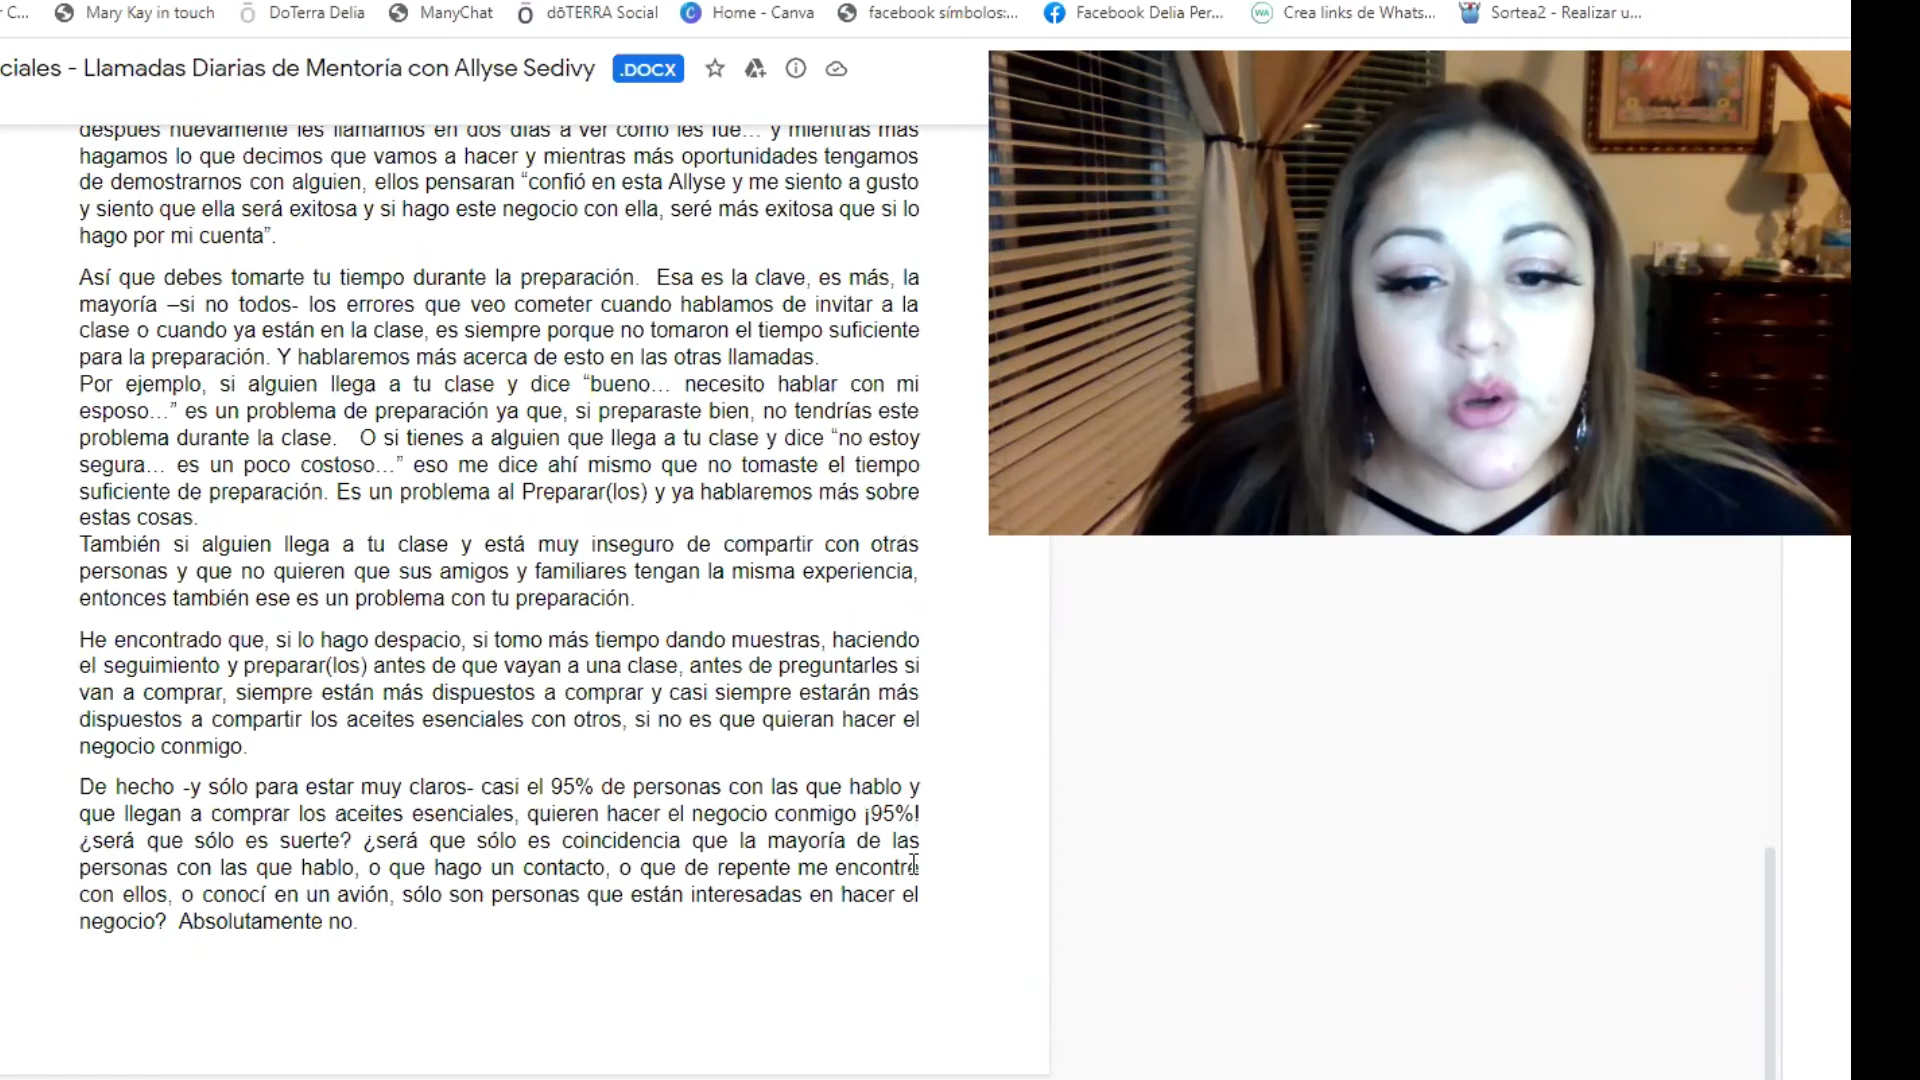 C...
Mary Kay in touch
DoTerra Delia
ManyChat
dōTERRA Social
Home - Canva
facebook símbolos:...
Facebook Delia Per...
Crea links de Whats...
Sortea2 - Realizar u...
ciales - Llamadas Diarias de Mentoría con Allyse Sedivy .DOCX
después nuevamente les llamamos en dos días a ver cómo les fue... y mientras más
hagamos lo que decimos que vamos a hacer y mientras más oportunidades tengamos
de demostrarnos con alguien, ellos pensaran “confió en esta Allyse y me siento a gusto
y siento que ella será exitosa y si hago este negocio con ella, seré más exitosa que si lo
hago por mi cuenta”.
Así que debes tomarte tu tiempo durante la preparación. Esa es la clave, es más, la
mayoría –si no todos- los errores que veo cometer cuando hablamos de invitar a la
clase o cuando ya están en la clase, es siempre porque no tomaron el tiempo suficiente
para la preparación. Y hablaremos más acerca de esto en las otras llamadas.
Por ejemplo, si alguien llega a tu clase y dice “bueno… necesito hablar con mi
esposo…” es un problema de preparación ya que, si preparaste bien, no tendrías este
problema durante la clase. O si tienes a alguien que llega a tu clase y dice “no estoy
segura… es un poco costoso…” eso me dice ahí mismo que no tomaste el tiempo
suficiente de preparación. Es un problema al Preparar(los) y ya hablaremos más sobre
estas cosas.
También si alguien llega a tu clase y está muy inseguro de compartir con otras
personas y que no quieren que sus amigos y familiares tengan la misma experiencia,
entonces también ese es un problema con tu preparación.
He encontrado que, si lo hago despacio, si tomo más tiempo dando muestras, haciendo
el seguimiento y preparar(los) antes de que vayan a una clase, antes de preguntarles si
van a comprar, siempre están más dispuestos a comprar y casi siempre estarán más
dispuestos a compartir los aceites esenciales con otros, si no es que quieran hacer el
negocio conmigo.
De hecho -y sólo para estar muy claros- casi el 95% de personas con las que hablo y
que llegan a comprar los aceites esenciales, quieren hacer el negocio conmigo ¡95%!
¿será que sólo es suerte? ¿será que sólo es coincidencia que la mayoría de las
personas con las que hablo, o que hago un contacto, o que de repente me encontré
con ellos, o conocí en un avión, sólo son personas que están interesadas en hacer el
negocio? Absolutamente no.